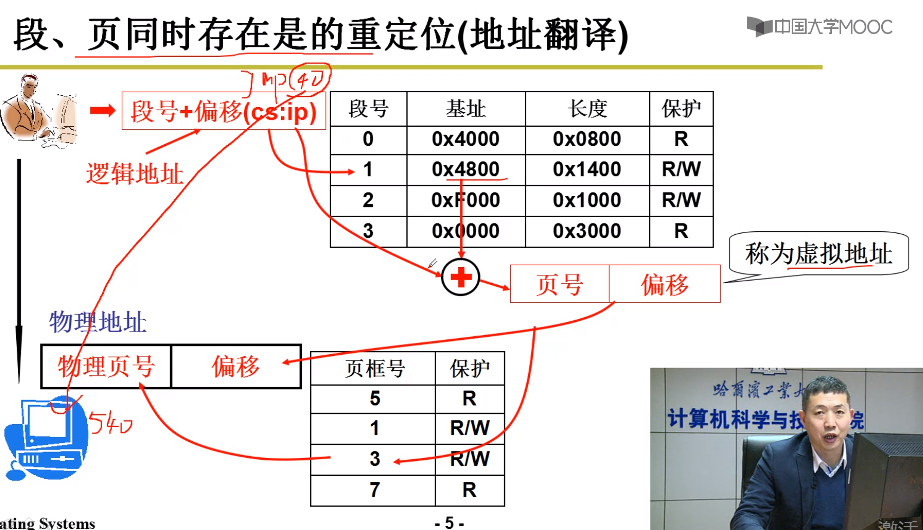 段、页同时存在是的重定位(地址翻译)
中国大学MOOC
jmp 40
段号+偏移(cs:ip)
逻辑地址
段号 基址 长度 保护
0 0x4000 0x0800 R
1 0x4800 0x1400 R/W
2 0xF000 0x1000 R/W
3 0x0000 0x3000 R
称为虚拟地址
页号 偏移
物理地址
物理页号 偏移
页框号 保护
5 R
1 R/W
3 R/W
7 R
540
哈尔滨工业大
计算机科学与技 院
ating Systems
- 5 -
激活